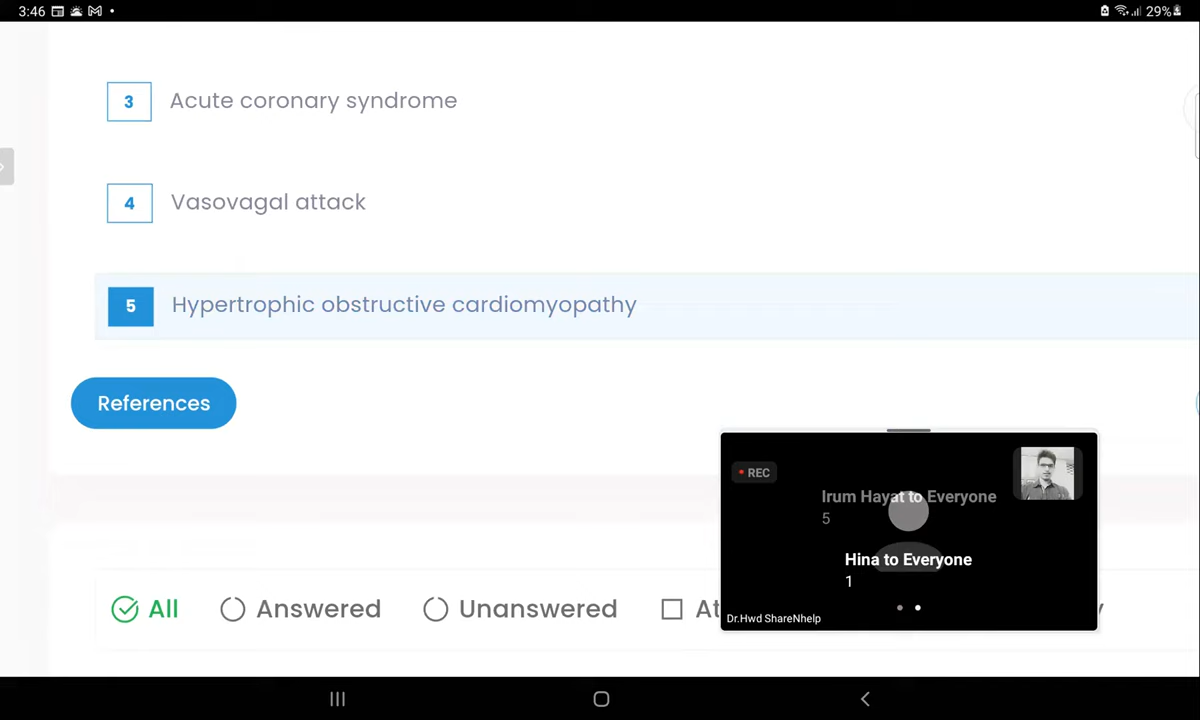 3:46
29%
3 Acute coronary syndrome
4 Vasovagal attack
5 Hypertrophic obstructive cardiomyopathy
References
REC
Irum Hayat to Everyone
5
Hina to Everyone
1
Dr.Hwd ShareNhelp
All Answered Unanswered At